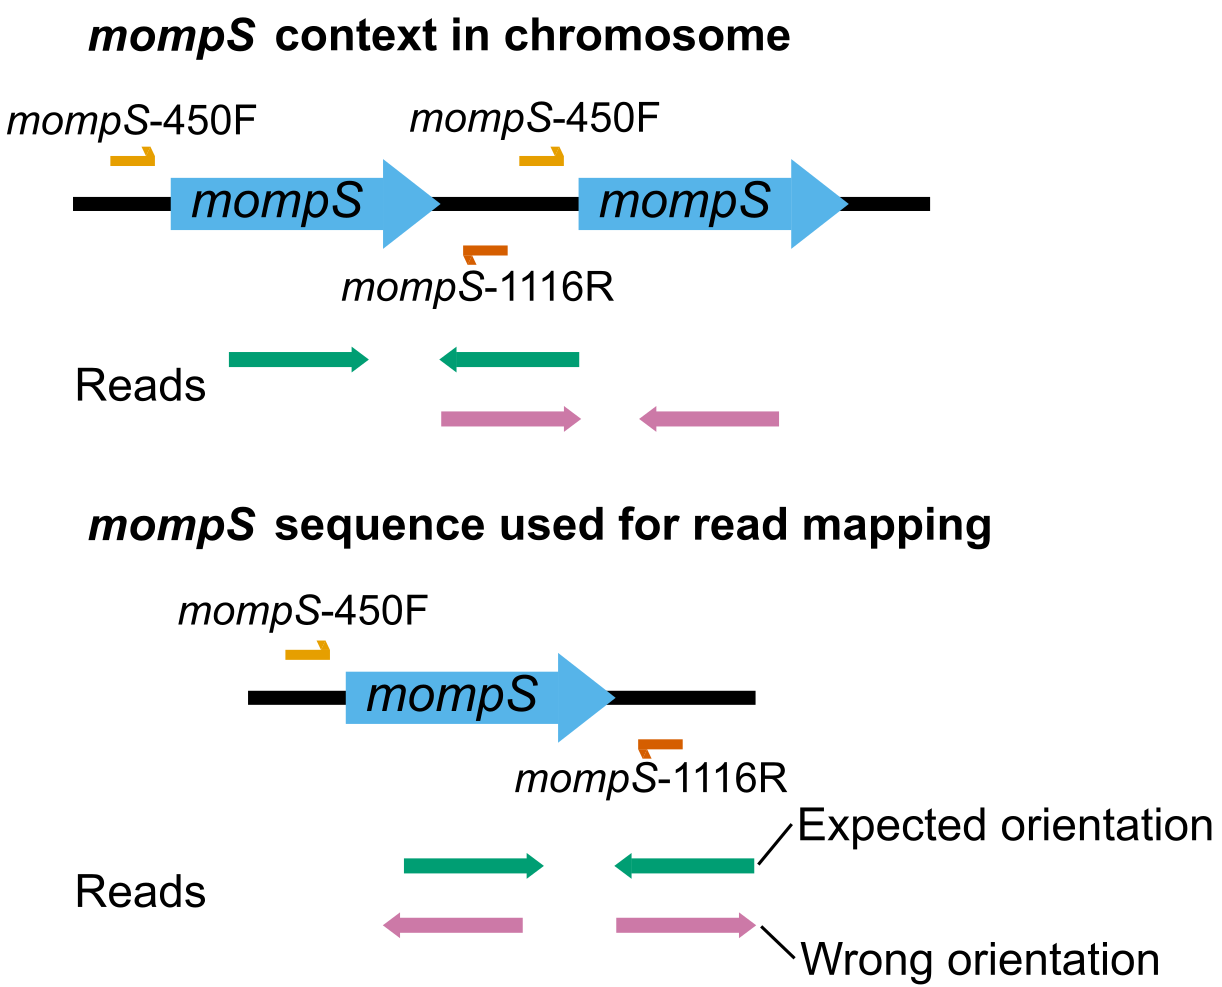 mompS context in chromosome
mompS-450F
mompS-450F
mompS
mompS
mompS-1116R
Reads
mompS sequence used for read mapping
mompS-450F
mompS
mompS-1116R
Expected orientation
Reads
Wrong orientation